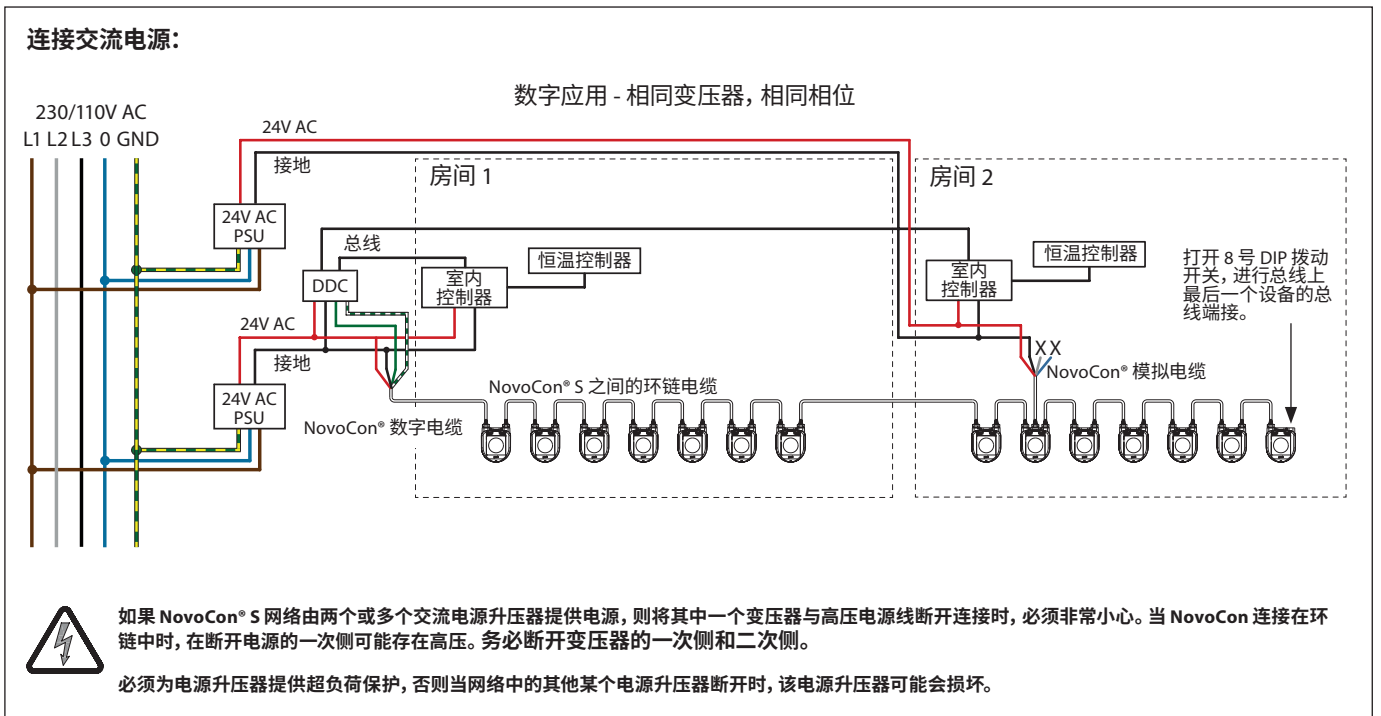 连接交流电源：
数字应用 - 相同变压器，相同相位
230/110V AC
L1 L2 L3 0 GND
24V AC
接地
24V AC
PSU
房间 1
房间 2
总线
DDC
室内
控制器
恒温控制器
室内
控制器
恒温控制器
打开 8 号 DIP 拨动
开关，进行总线上
最后一个设备的总
线端接。
24V AC
接地
24V AC
PSU
X X
NovoCon® 模拟电缆
NovoCon® S 之间的环链电缆
NovoCon® 数字电缆
如果 NovoCon® S 网络由两个或多个交流电源升压器提供电源，则将其中一个变压器与高压电源线断开连接时，必须非常小心。当 NovoCon 连接在环
链中时，在断开电源的一次侧可能存在高压。务必断开变压器的一次侧和二次侧。
必须为电源升压器提供超负荷保护，否则当网络中的其他某个电源升压器断开时，该电源升压器可能会损坏。